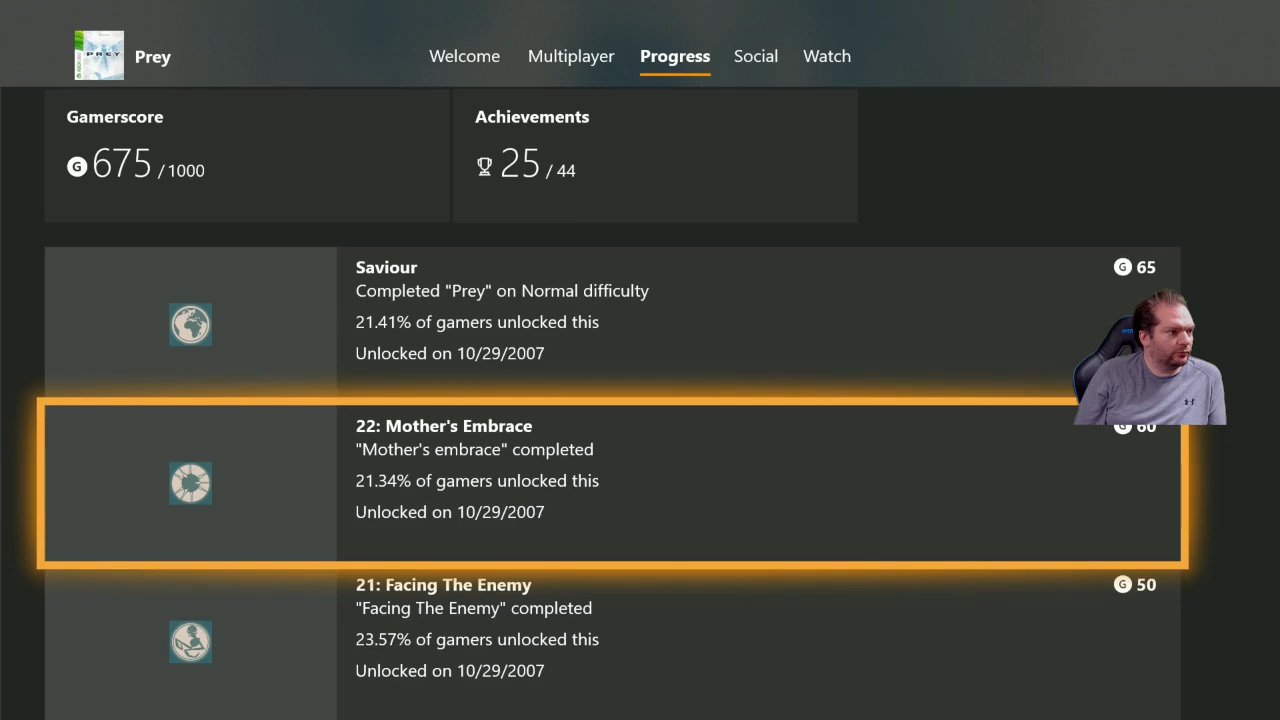 PREY
Prey
Welcome
Multiplayer
Progress
Social
Watch
Gamerscore
G 675 / 1000
Achievements
25 / 44
Saviour
G 65
Completed "Prey" on Normal difficulty
21.41% of gamers unlocked this
Unlocked on 10/29/2007
22: Mother's Embrace
G 60
"Mother's embrace" completed
21.34% of gamers unlocked this
Unlocked on 10/29/2007
21: Facing The Enemy
G 50
"Facing The Enemy" completed
23.57% of gamers unlocked this
Unlocked on 10/29/2007